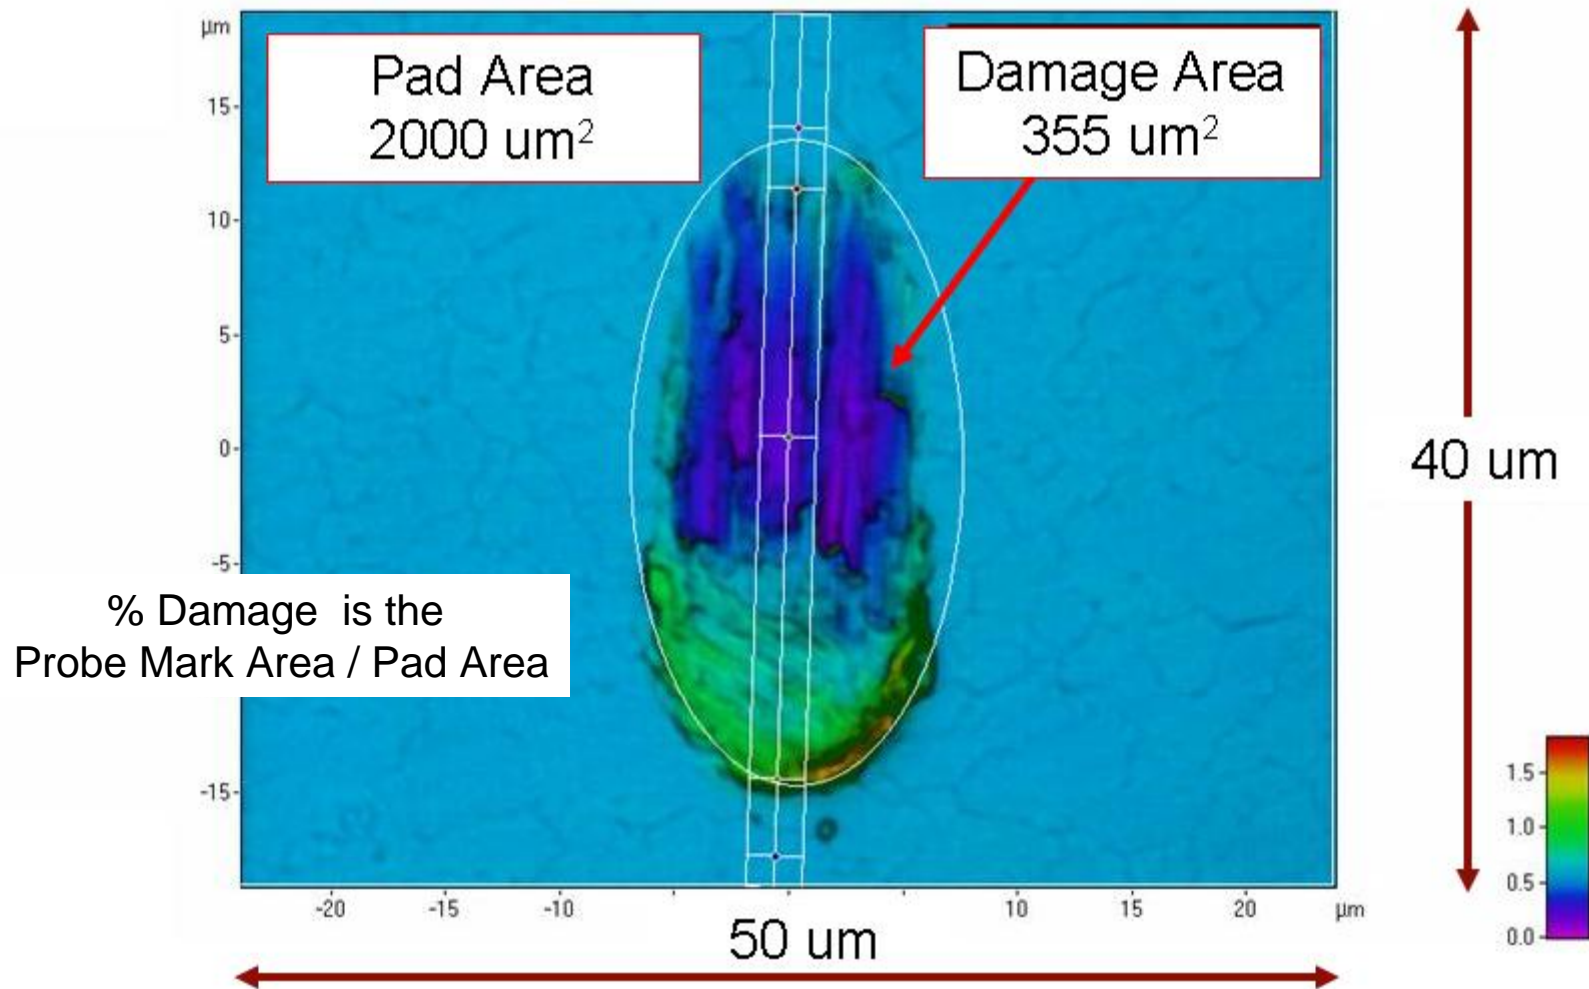 µm
Pad Area
2000 um²
Damage Area
355 um²
15
10
5
0
-5
-15
40 um
% Damage is the
Probe Mark Area / Pad Area
1.5
1.0
0.5
0.0
-20
-15
-10
10
15
20
µm
50 um